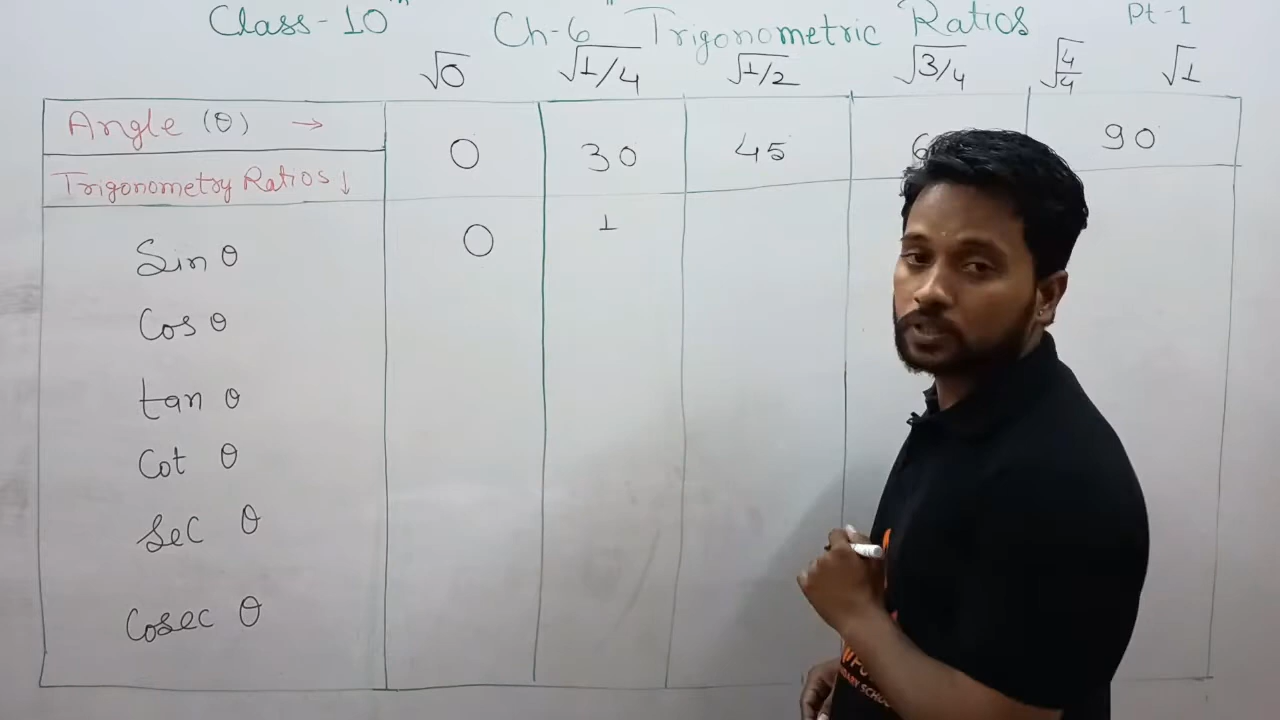 Class-10th Ch-6" Trigonometric Ratios Pt-1
√0 √1/4 √1/2 √3/4 √4/4 √1
Angle (θ) → 0 30 45 90
Trigonometry Ratios ↓
Sin θ 0 1
Cos θ
tan θ
Cot θ
Sec θ
Cosec θ